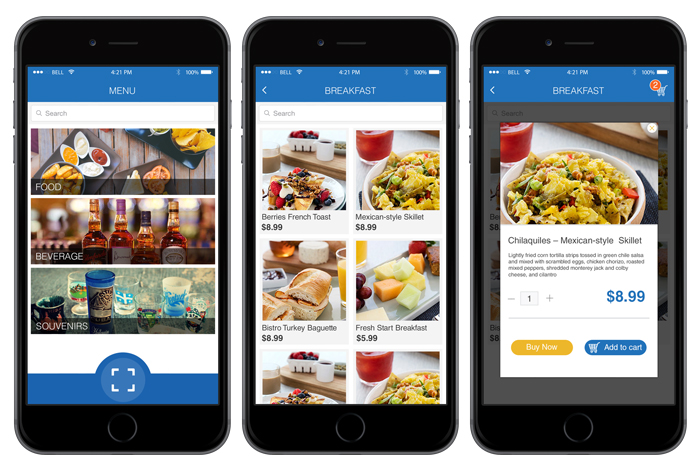 BELL 4:21 PM 100%
MENU
Search
FOOD
BEVERAGE
SOUVENIRS
BELL 4:21 PM 100%
BREAKFAST
Search
Berries French Toast
$8.99
Mexican-style Skillet
$8.99
Bistro Turkey Baguette
$8.99
Fresh Start Breakfast
$5.99
BELL 4:21 PM 100%
BREAKFAST
2
Search
Chilaquiles – Mexican-style Skillet
Lightly fried corn tortilla strips tossed in green chile salsa
and mixed with scrambled eggs, chicken chorizo, roasted
mixed peppers, shredded monterey jack and colby
cheese, and cilantro
– 1 +
$8.99
Buy Now
Add to cart